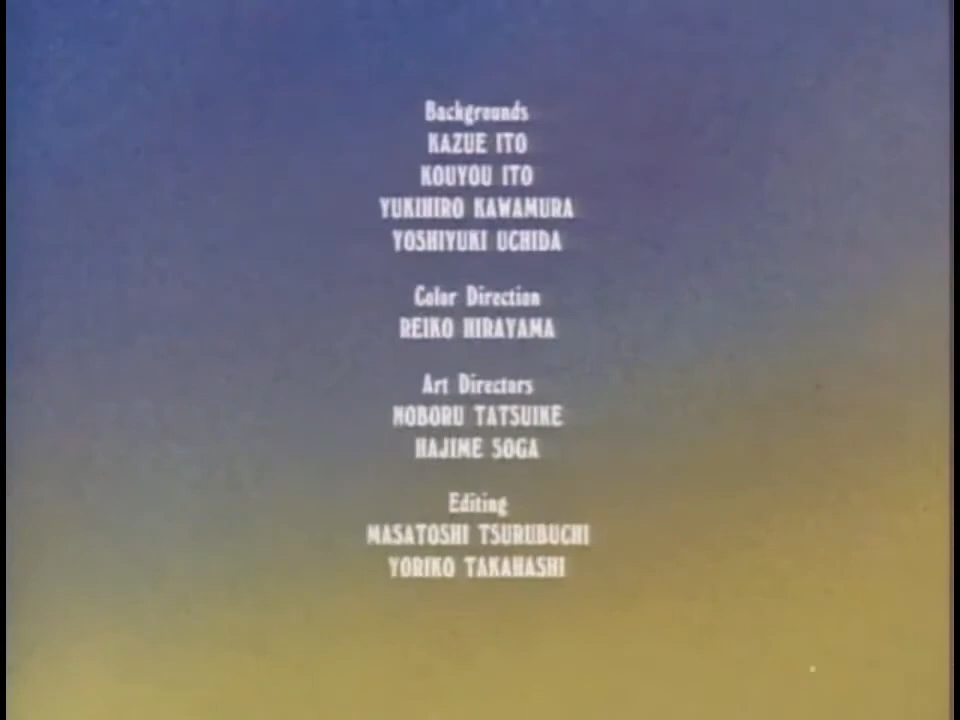 Backgrounds
KAZUE ITO
KOUYOU ITO
YUKIHIRO KAWAMURA
YOSHIYUKI UCHIDA
Color Direction
REIKO HIRAYAMA
Art Directors
NOBORU TATSUIKE
HAJIME SOGA
Editing
MASATOSHI TSURUBUCHI
YORIKO TAKAHASHI